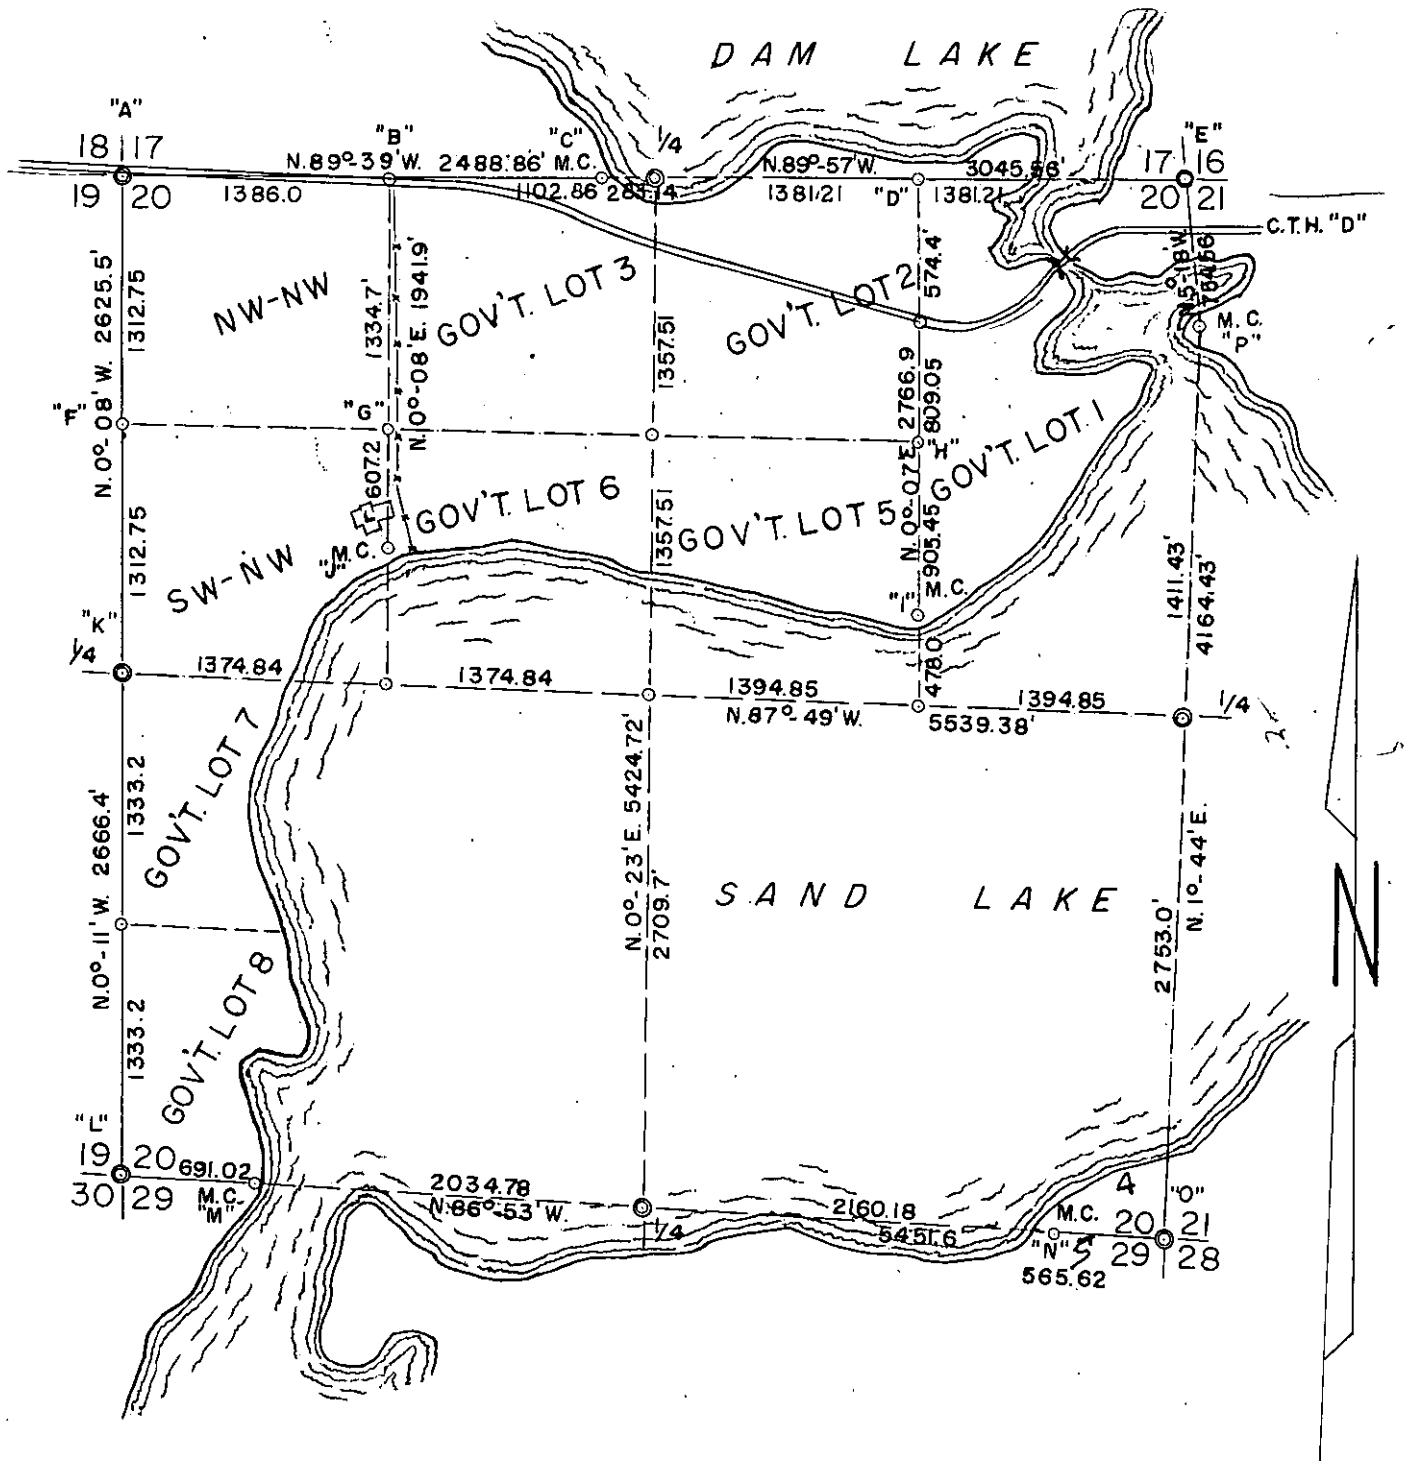 DAM LAKE
"A"
18 17
"B"
"C"
1/4
"E"
N.89°-39'W. 2488.86' M.C.
N.89°-57'W.
3045.56'
17 16
19 20
1386.0
1102.86
1381.21
"D"
1381.21
20 21
C.T.H. "D"
N.0°-08'W. 2625.5'
1312.75
NW-NW
1334.7'
N.0°-08'E. 1941.9'
GOV'T. LOT 3
1357.51
GOV'T. LOT 2
574.4'
M.C.
"P"
"F"
"G"
N.0°-07'E. 2766.9
809.05
"H"
GOV'T. LOT 1
1312.75
SW-NW
607.2
M.C.
"J"
GOV'T. LOT 6
1357.51
GOV'T. LOT 5
905.45
M.C.
"I"
1411.43'
4164.43'
"K"
1/4
1374.84
1374.84
1394.85
N.87°-49'W.
478.0
1394.85
5539.38'
1/4
GOV'T. LOT 7
N.0°-11'W. 2666.4'
1333.2
N.0°-23'E. 5424.72'
2709.7'
SAND LAKE
2753.0'
N.1°-44'E.
N
GOV'T. LOT 8
1333.2
"L"
19 20
691.02
30 29
M.C.
"M"
2034.78
N.86°-53'W.
1/4
2160.18
5451.6
M.C.
"N"
565.62
4
5
"O"
20 21
29 28